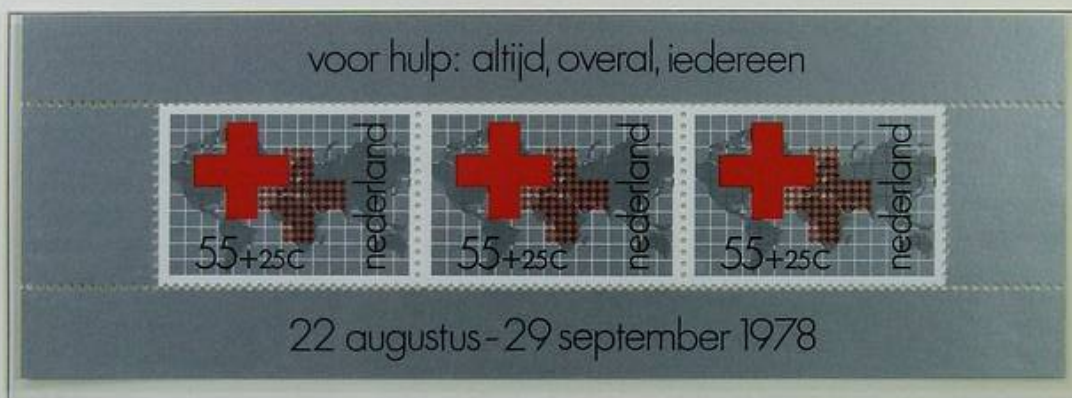 voor hulp: altijd, overal, iedereen
55+25c nederland
55+25c nederland
55+25c nederland
22 augustus-29 september 1978